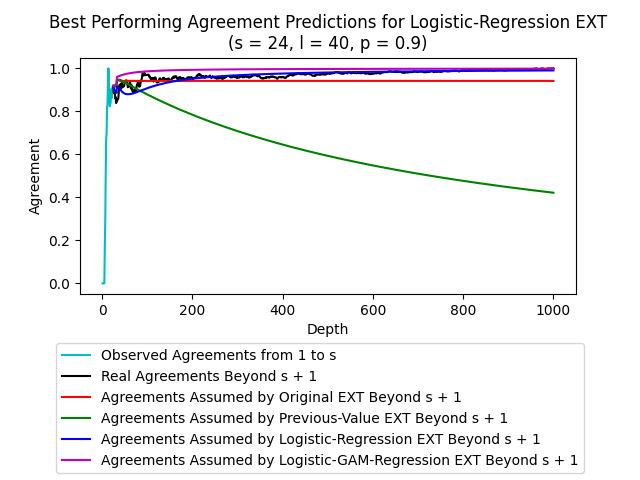 Best Performing Agreement Predictions for Logistic-Regression EXT
(s = 24, l = 40, p = 0.9)
1.0
0.8
0.6
0.4
0.2
0.0
Agreement
0 200 400 600 800 1000
Depth
Observed Agreements from 1 to s
Real Agreements Beyond s + 1
Agreements Assumed by Original EXT Beyond s + 1
Agreements Assumed by Previous-Value EXT Beyond s + 1
Agreements Assumed by Logistic-Regression EXT Beyond s + 1
Agreements Assumed by Logistic-GAM-Regression EXT Beyond s + 1